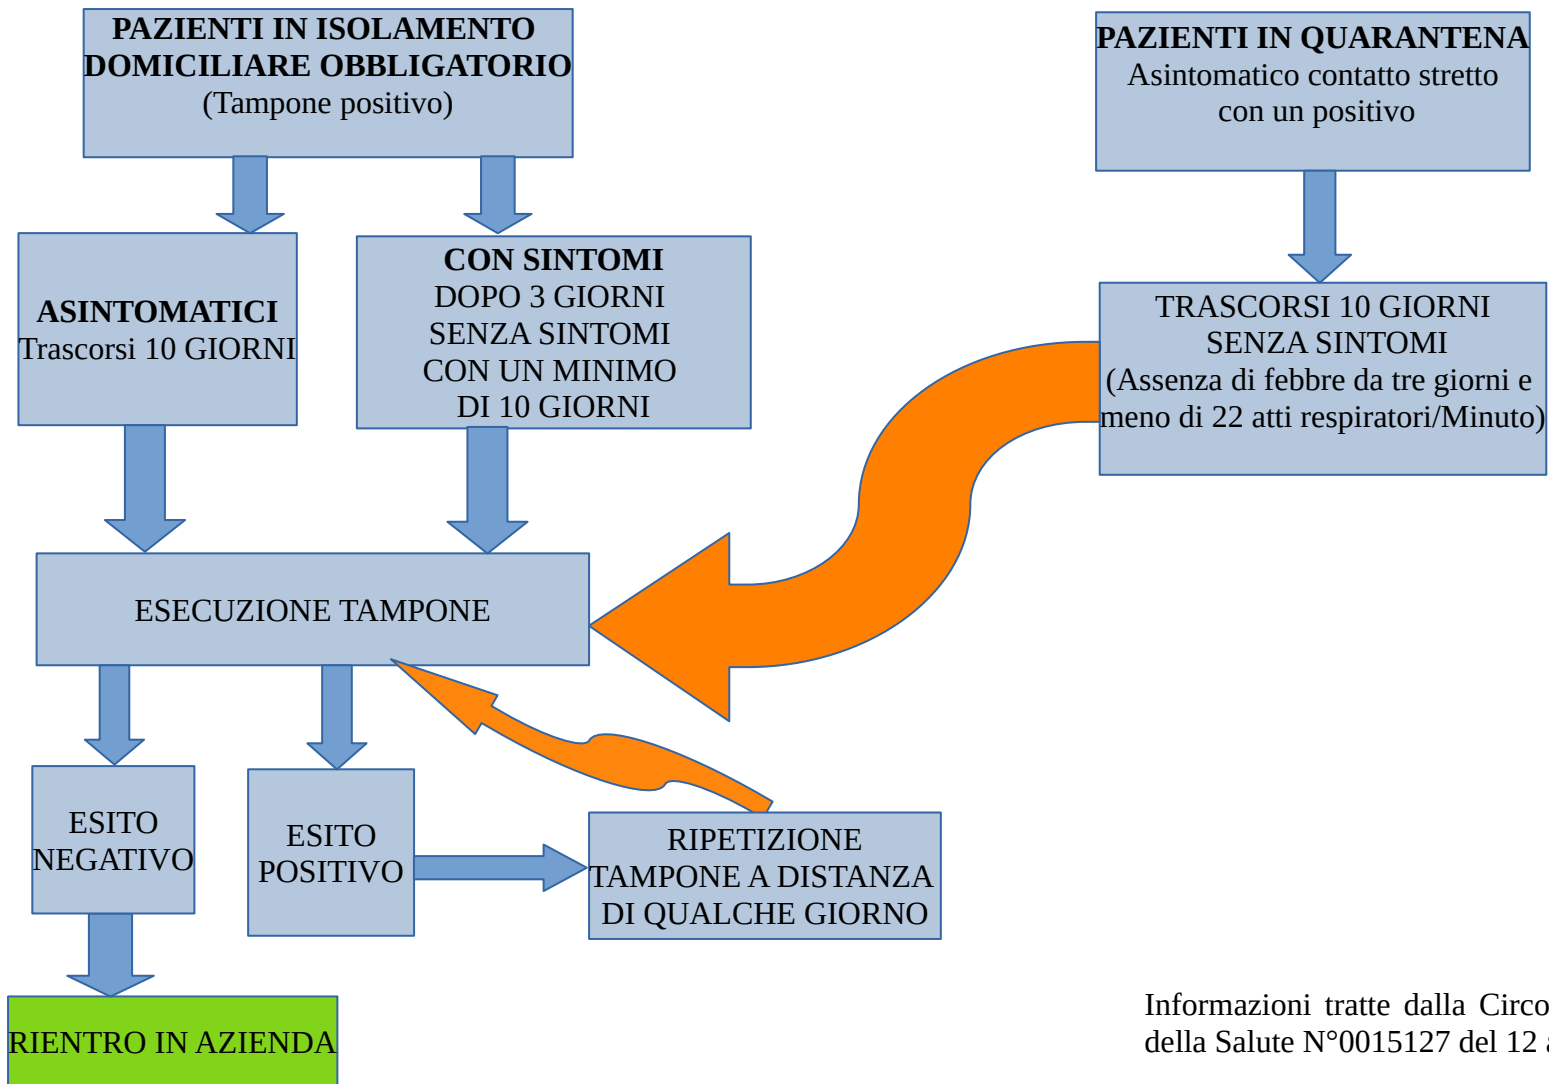 PAZIENTI IN ISOLAMENTO
DOMICILIARE OBBLIGATORIO
(Tampone positivo)
PAZIENTI IN QUARANTENA
Asintomatico contatto stretto
con un positivo
ASINTOMATICI
Trascorsi 10 GIORNI
CON SINTOMI
DOPO 3 GIORNI
SENZA SINTOMI
CON UN MINIMO
DI 10 GIORNI
TRASCORSI 10 GIORNI
SENZA SINTOMI
(Assenza di febbre da tre giorni e
meno di 22 atti respiratori/Minuto)
ESECUZIONE TAMPONE
ESITO
NEGATIVO
ESITO
POSITIVO
RIPETIZIONE
TAMPONE A DISTANZA
DI QUALCHE GIORNO
RIENTRO IN AZIENDA
Informazioni tratte dalla
della Salute N°0015127 del 12